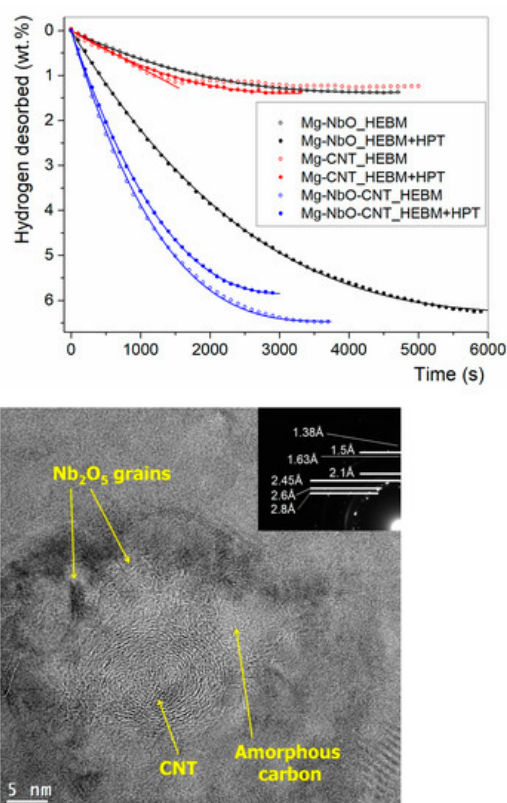 0
1
2
3
4
5
6
Hydrogen desorbed (wt.%)
Mg-NbO_HEBM
Mg-NbO_HEBM+HPT
Mg-CNT_HEBM
Mg-CNT_HEBM+HPT
Mg-NbO-CNT_HEBM
Mg-NbO-CNT_HEBM+HPT
0 1000 2000 3000 4000 5000 6000
Time (s)
1.38Å
1.5Å
1.63Å
2.1Å
2.45Å
2.6Å
2.8Å
Nb₂O₅ grains
CNT
Amorphous
carbon
5 nm